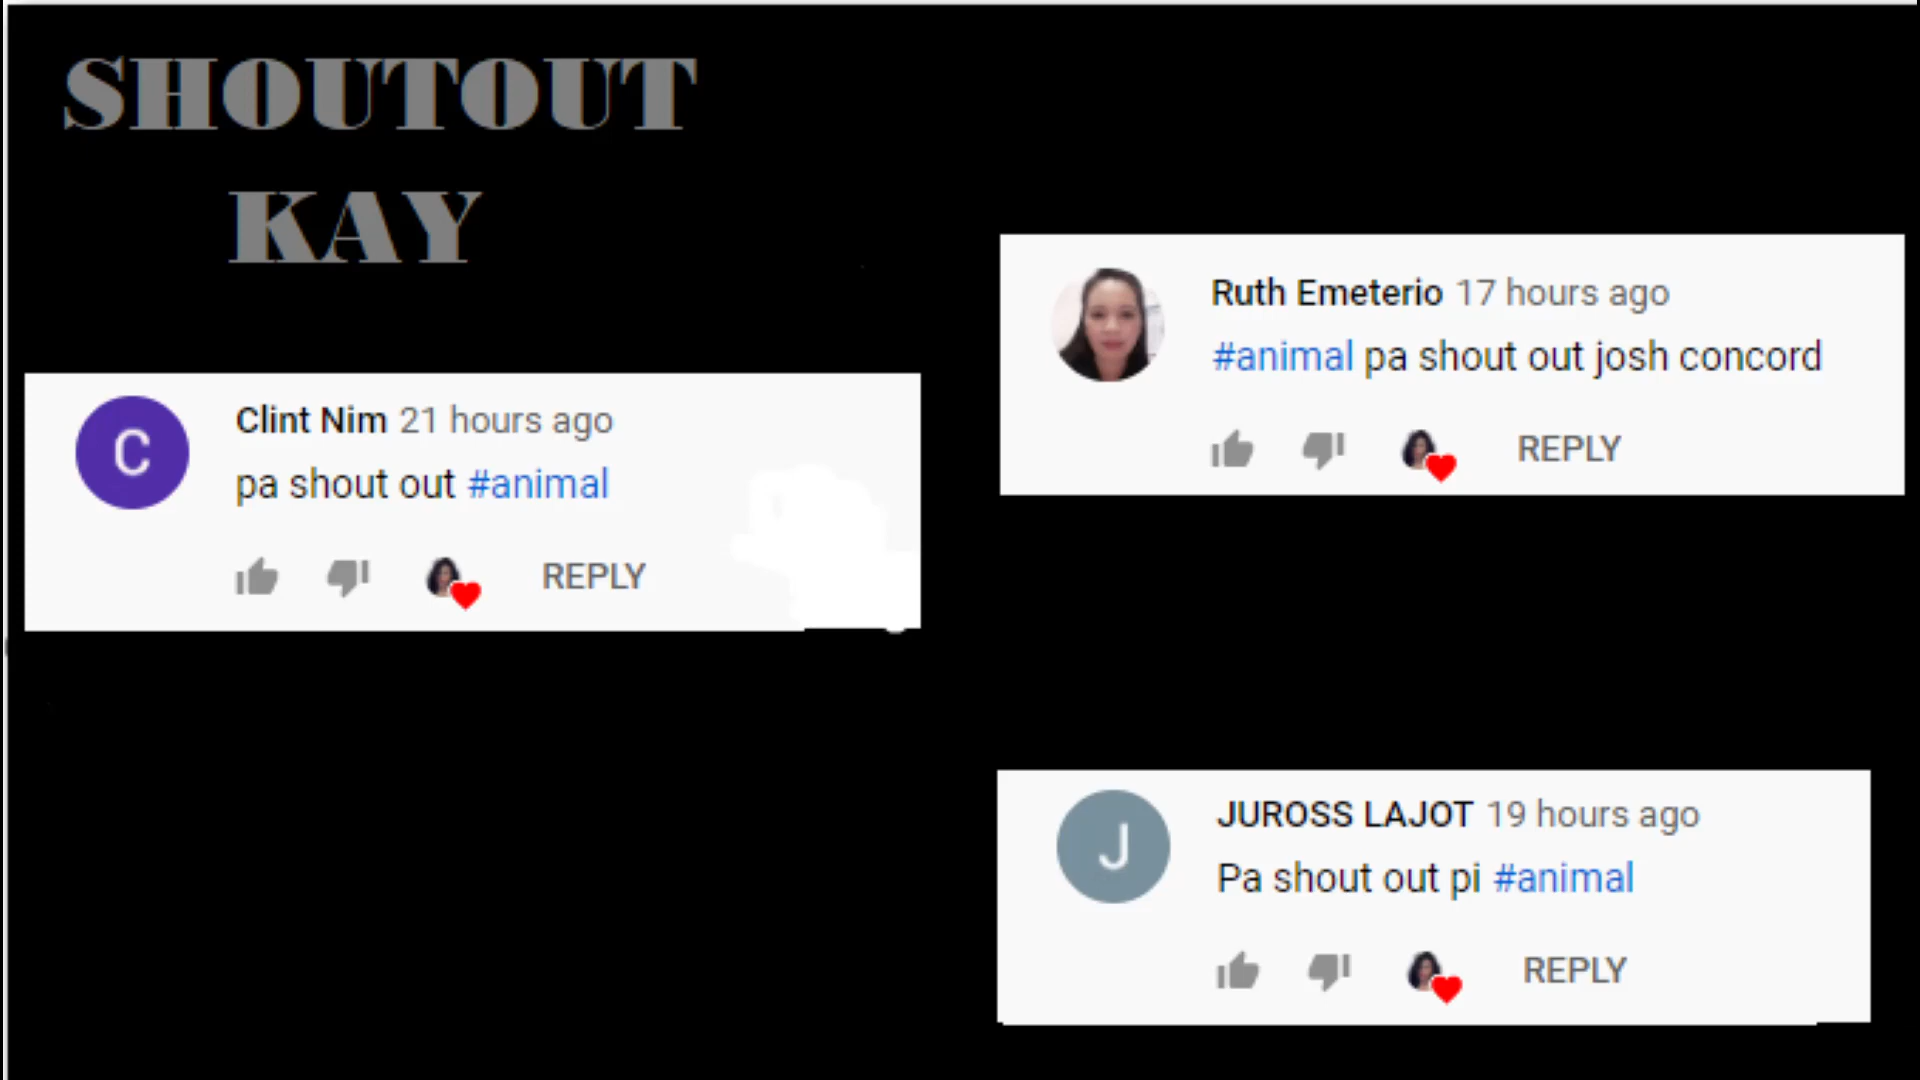 SHOUTOUT
KAY
C
Clint Nim 21 hours ago
pa shout out #animal
REPLY
Ruth Emeterio 17 hours ago
#animal pa shout out josh concord
REPLY
J
JUROSS LAJOT 19 hours ago
Pa shout out pi #animal
REPLY